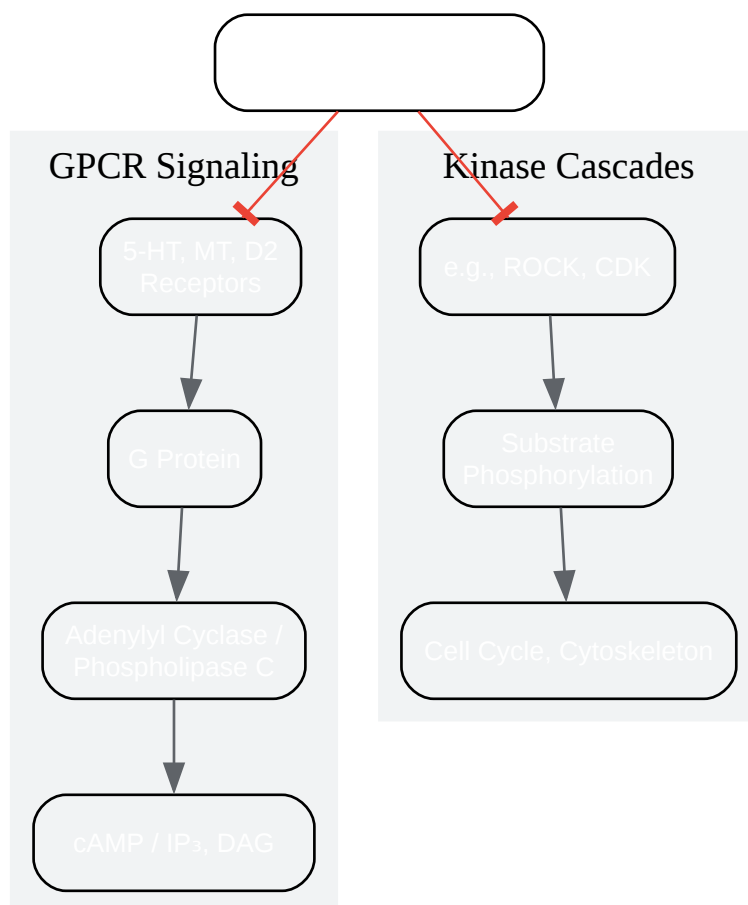 GPCR Signaling
Kinase Cascades
5-HT, MT, D2
Receptors
e.g., ROCK, CDK
G Protein
Substrate
Phosphorylation
Adenylyl Cyclase /
Phospholipase C
Cell Cycle, Cytoskeleton
cAMP / IP₃, DAG